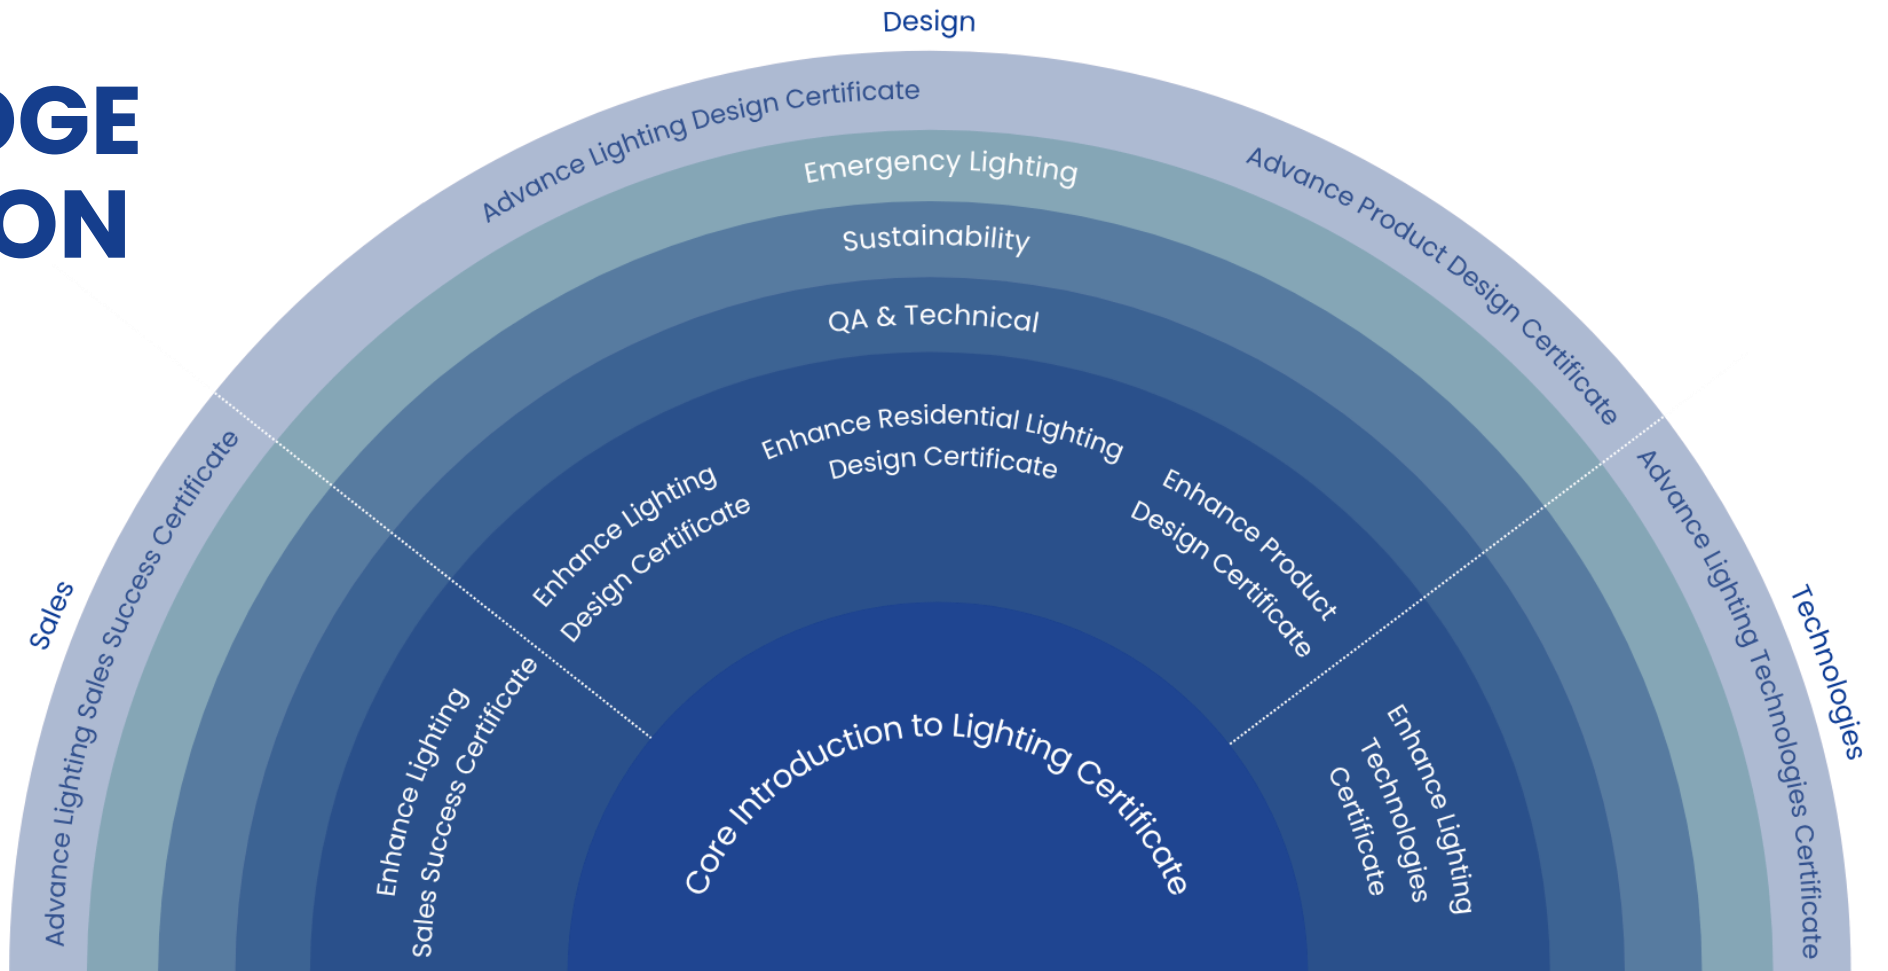 DGE
ON
Design
Sales
Technologies
Advance Lighting Sales Success Certificate
Advance Lighting Design Certificate
Advance Product Design Certificate
Advance Lighting Technologies Certificate
Emergency Lighting
Sustainability
QA & Technical
Enhance Lighting
Sales Success Certificate
Enhance Lighting
Design Certificate
Enhance Residential Lighting
Design Certificate
Enhance Product
Design Certificate
Enhance Lighting
Technologies
Certificate
Core Introduction to Lighting Certificate